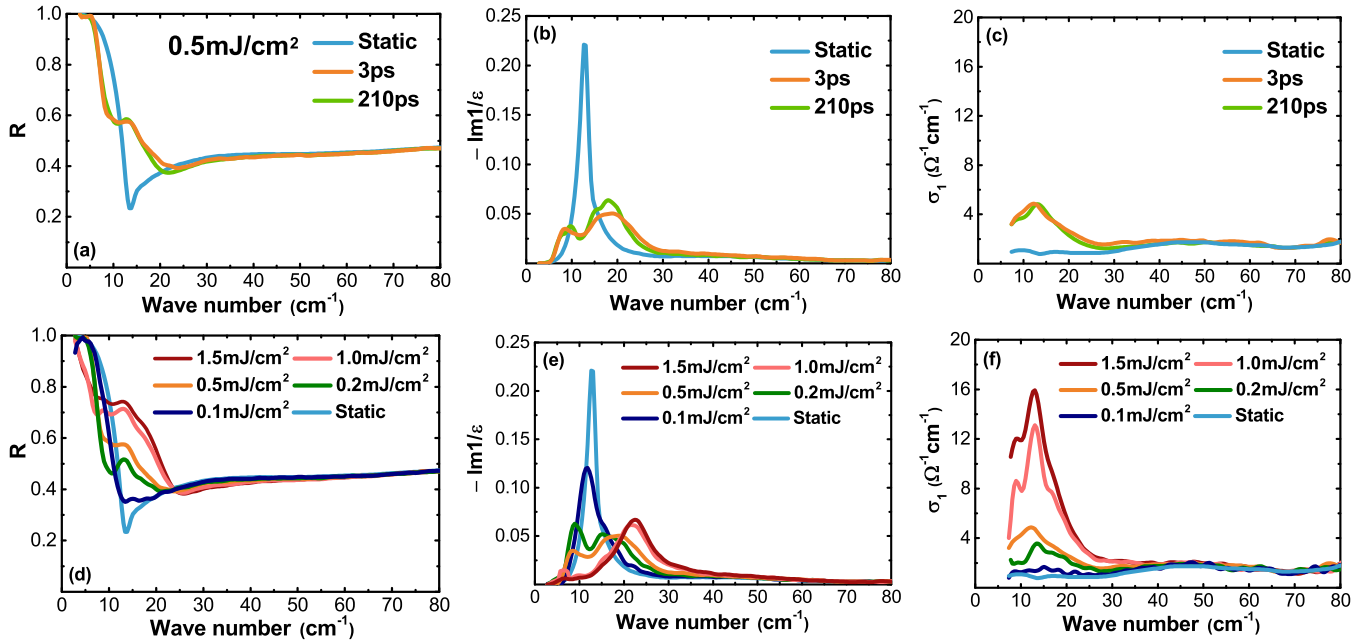 0.5mJ/cm²
Static
3ps
210ps
1.0
0.8
0.6
0.4
0.2
R
(a)
0 10 20 30 40 50 60 70 80
Wave number (cm⁻¹)
(b)
Static
3ps
210ps
0.25
0.20
0.15
0.10
0.05
– Im1/ε
0 10 20 30 40 50 60 70 80
Wave number (cm⁻¹)
(c)
Static
3ps
210ps
20
16
12
8
4
σ₁ (Ω⁻¹cm⁻¹)
0 10 20 30 40 50 60 70 80
Wave number (cm⁻¹)
1.5mJ/cm² 1.0mJ/cm²
0.5mJ/cm² 0.2mJ/cm²
0.1mJ/cm² Static
1.0
0.8
0.6
0.4
0.2
R
(d)
0 10 20 30 40 50 60 70 80
Wave number (cm⁻¹)
(e)
1.5mJ/cm² 1.0mJ/cm²
0.5mJ/cm² 0.2mJ/cm²
0.1mJ/cm² Static
0.25
0.20
0.15
0.10
0.05
– Im1/ε
0 10 20 30 40 50 60 70 80
Wave number (cm⁻¹)
(f)
1.5mJ/cm² 1.0mJ/cm²
0.5mJ/cm² 0.2mJ/cm²
0.1mJ/cm² Static
20
16
12
8
4
σ₁ (Ω⁻¹cm⁻¹)
0 10 20 30 40 50 60 70 80
Wave number (cm⁻¹)